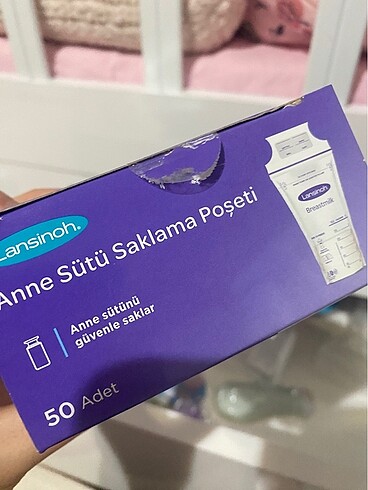 Lansinoh.
Anne Sütü Saklama Poşeti
Anne sütünü
güvenle saklar
50 Adet
Lansinoh
Breastmilk